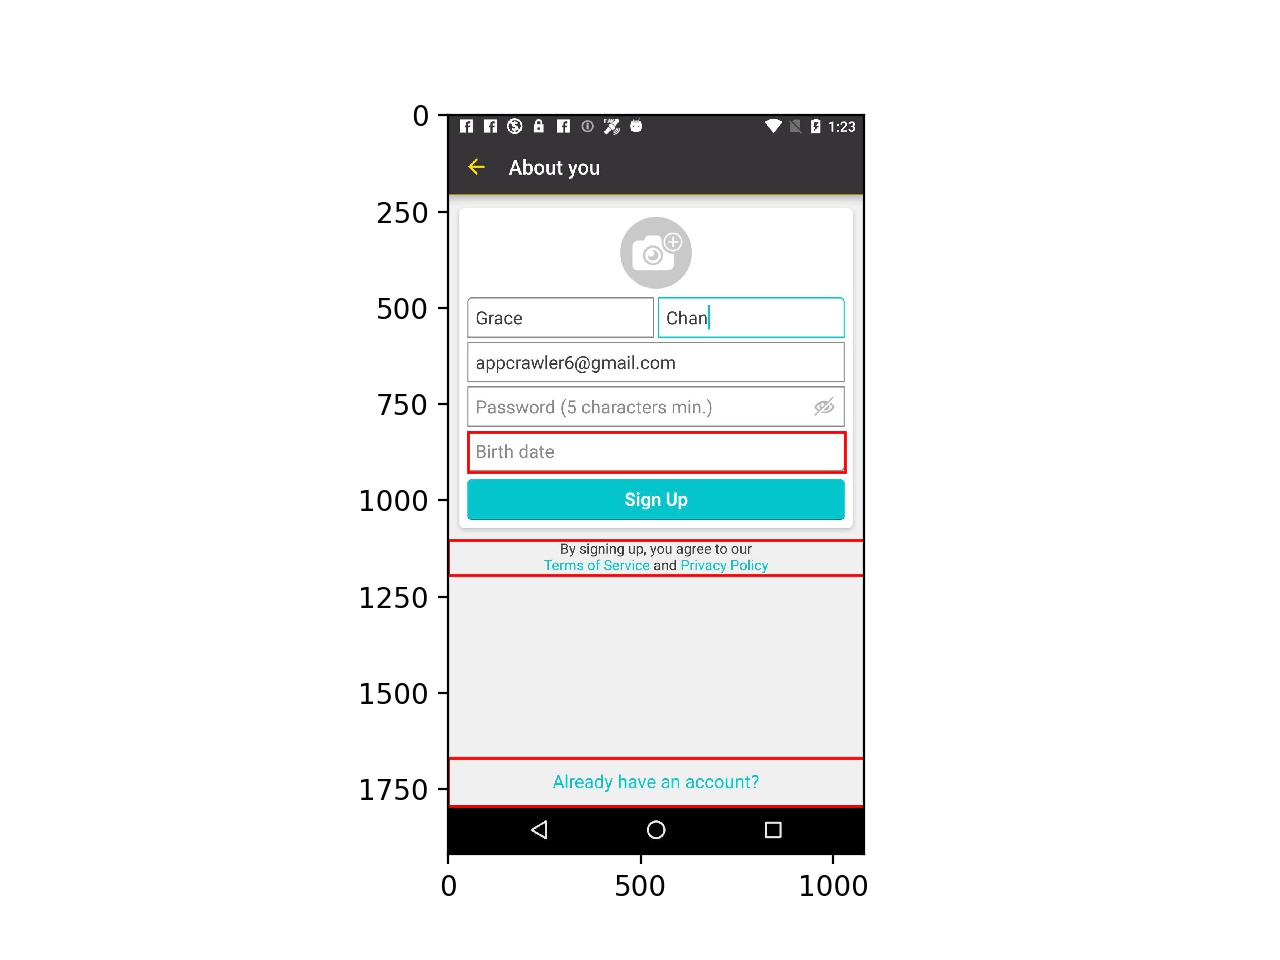 0
1:23
About you
250
500
Grace Chan
appcrawler6@gmail.com
750
Password (5 characters min.)
Birth date
1000
Sign Up
By signing up, you agree to our
Terms of Service and Privacy Policy
1250
1500
1750
Already have an account?
0 500 1000